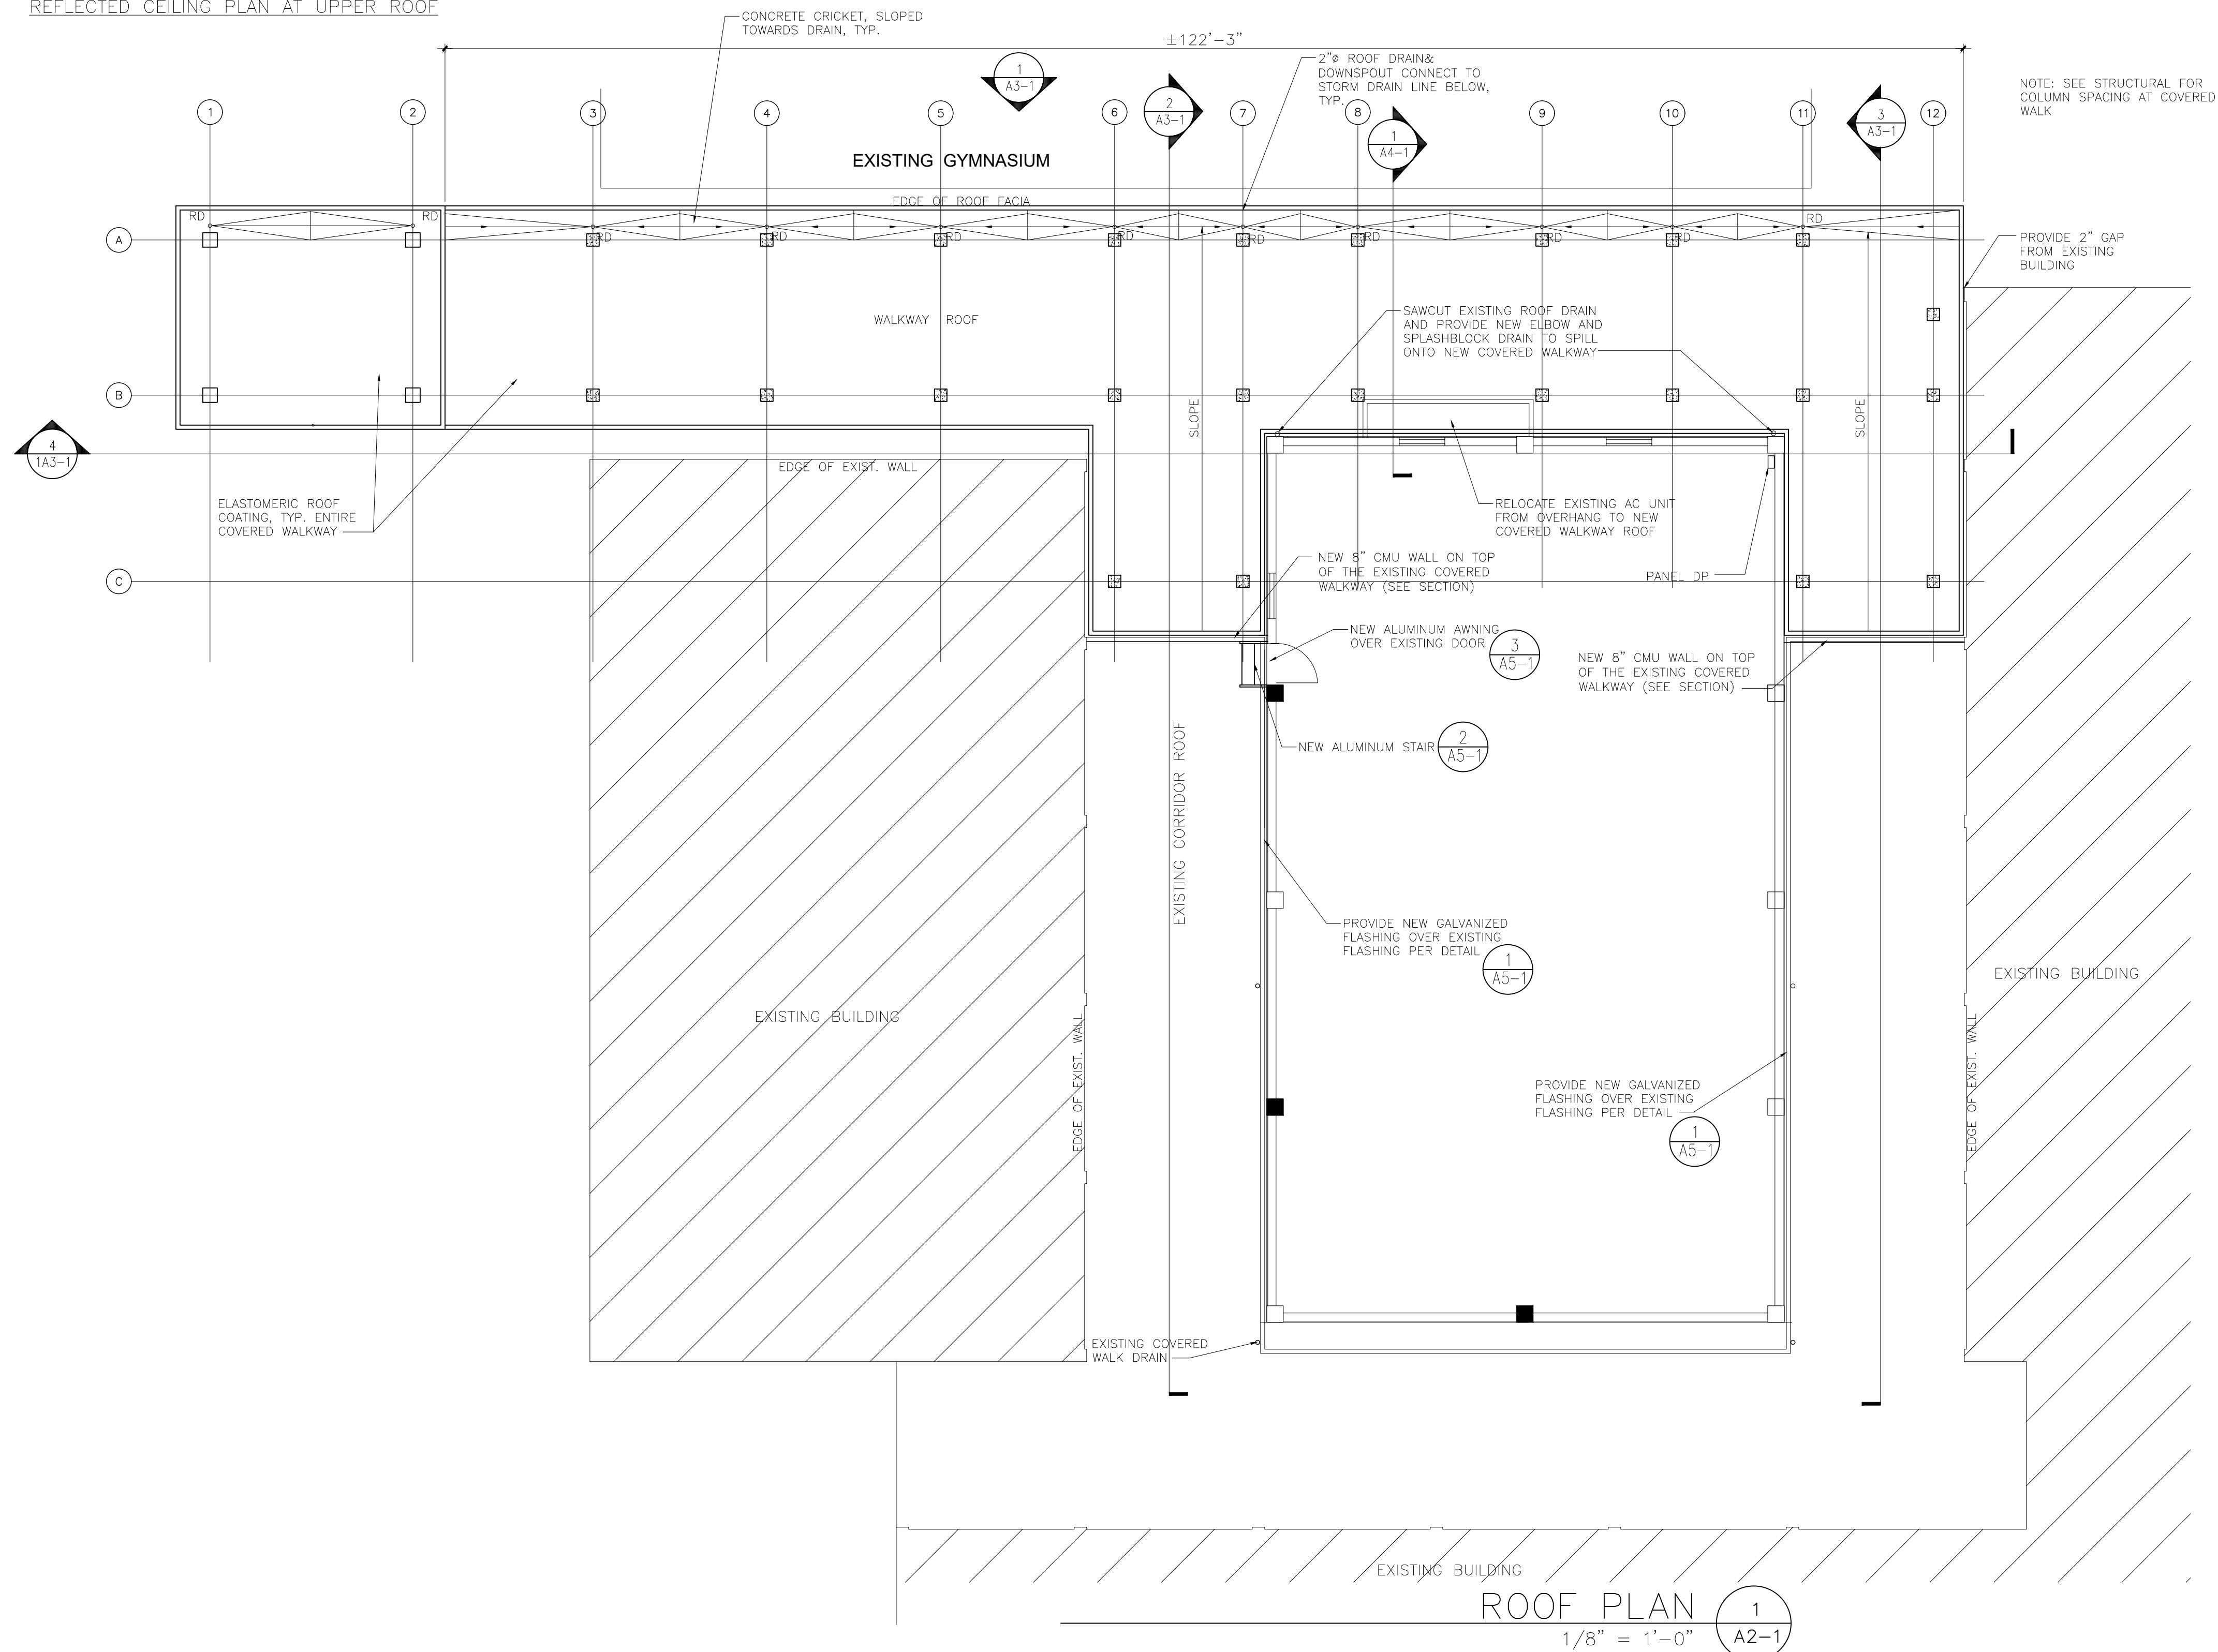 REFLECTED CEILING PLAN AT UPPER ROOF
CONCRETE CRICKET, SLOPED
TOWARDS DRAIN, TYP.
±122'-3"
1
A3-1
2
A3-1
2"ø ROOF DRAIN&
DOWNSPOUT CONNECT TO
STORM DRAIN LINE BELOW,
TYP.
1
A4-1
3
A3-1
NOTE: SEE STRUCTURAL FOR
COLUMN SPACING AT COVERED
WALK
1
2
3
4
5
6
7
8
9
10
11
12
EXISTING GYMNASIUM
EDGE OF ROOF FACIA
RD
RD
RD
RD
RD
RD
RD
RD
RD
RD
RD
A
PROVIDE 2" GAP
FROM EXISTING
BUILDING
WALKWAY ROOF
SAWCUT EXISTING ROOF DRAIN
AND PROVIDE NEW ELBOW AND
SPLASHBLOCK DRAIN TO SPILL
ONTO NEW COVERED WALKWAY
B
SLOPE
SLOPE
4
1A3-1
EDGE OF EXIST. WALL
ELASTOMERIC ROOF
COATING, TYP. ENTIRE
COVERED WALKWAY
RELOCATE EXISTING AC UNIT
FROM OVERHANG TO NEW
COVERED WALKWAY ROOF
C
NEW 8" CMU WALL ON TOP
OF THE EXISTING COVERED
WALKWAY (SEE SECTION)
PANEL DP
NEW ALUMINUM AWNING
OVER EXISTING DOOR
3
A5-1
NEW 8" CMU WALL ON TOP
OF THE EXISTING COVERED
WALKWAY (SEE SECTION)
NEW ALUMINUM STAIR
2
A5-1
EXISTING CORRIDOR ROOF
PROVIDE NEW GALVANIZED
FLASHING OVER EXISTING
FLASHING PER DETAIL
1
A5-1
EXISTING BUILDING
EXISTING BUILDING
EDGE OF EXIST. WALL
EDGE OF EXIST. WALL
PROVIDE NEW GALVANIZED
FLASHING OVER EXISTING
FLASHING PER DETAIL
1
A5-1
EXISTING COVERED
WALK DRAIN
EXISTING BUILDING
ROOF PLAN
1/8" = 1'-0"
1
A2-1